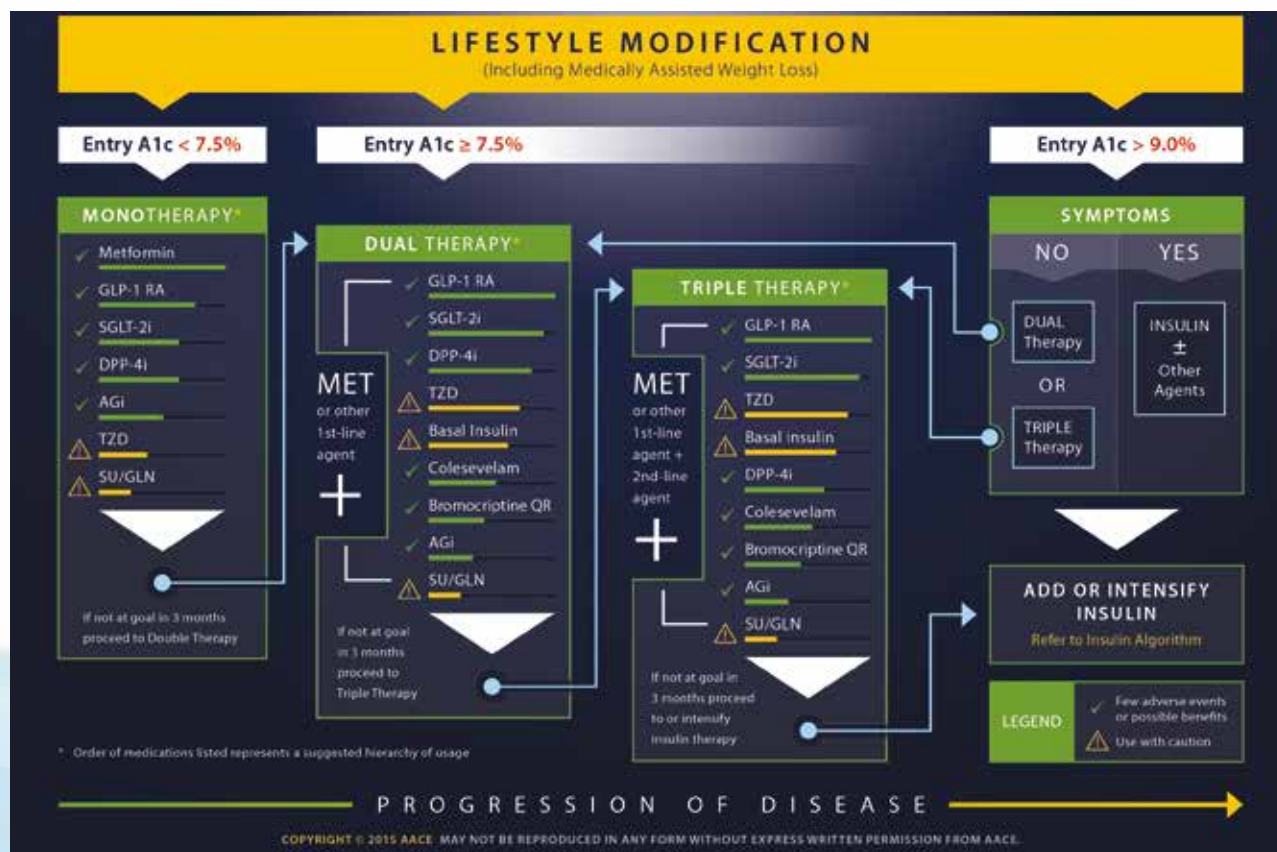 LIFESTYLE MODIFICATION
(Including Medically Assisted Weight Loss)
Entry A1c < 7.5%
MONOTHERAPY*
Metformin
GLP-1 RA
SGLT-2i
DPP-4i
AGi
TZD
SU/GLN
If not at goal in 3 months
proceed to Double Therapy
Entry A1c ≥ 7.5%
DUAL THERAPY*
MET
or other
1st-line
agent
+
GLP-1 RA
SGLT-2i
DPP-4i
TZD
Basal Insulin
Colesevelam
Bromocriptine QR
AGi
SU/GLN
If not at goal
in 3 months
proceed to
Triple Therapy
TRIPLE THERAPY*
MET
or other
1st-line
agent +
2nd-line
agent
+
GLP-1 RA
SGLT-2i
TZD
Basal insulin
DPP-4i
Colesevelam
Bromocriptine QR
AGi
SU/GLN
If not at goal in
3 months proceed
to or intensify
insulin therapy
Entry A1c > 9.0%
SYMPTOMS
NO
DUAL
Therapy
OR
TRIPLE
Therapy
YES
INSULIN
±
Other
Agents
ADD OR INTENSIFY
INSULIN
Refer to Insulin Algorithm
LEGEND
Few adverse events
or possible benefits
Use with caution
* Order of medications listed represents a suggested hierarchy of usage
PROGRESSION OF DISEASE
COPYRIGHT © 2015 AACE MAY NOT BE REPRODUCED IN ANY FORM WITHOUT EXPRESS WRITTEN PERMISSION FROM AACE.